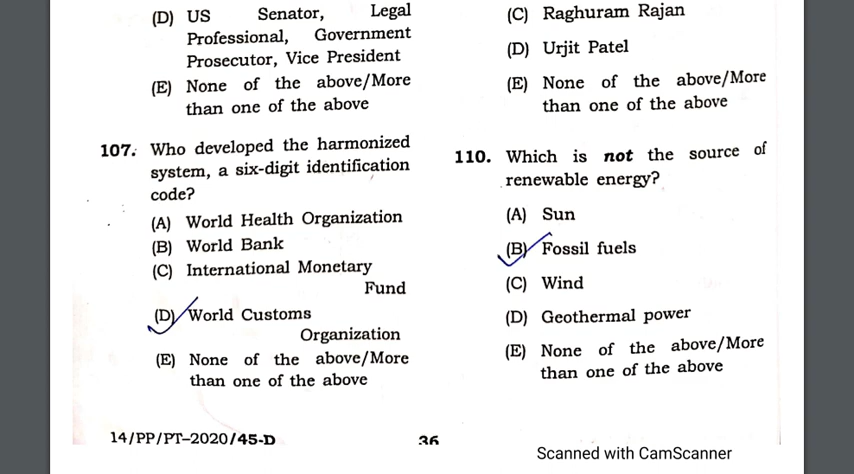 (D) US Senator, Legal
Professional, Government
Prosecutor, Vice President
(E) None of the above/More
than one of the above
107. Who developed the harmonized
system, a six-digit identification
code?
(A) World Health Organization
(B) World Bank
(C) International Monetary
Fund
(D) World Customs
Organization
(E) None of the above/More
than one of the above
(C) Raghuram Rajan
(D) Urjit Patel
(E) None of the above/More
than one of the above
110. Which is not the source of
renewable energy?
(A) Sun
(B) Fossil fuels
(C) Wind
(D) Geothermal power
(E) None of the above/More
than one of the above
14/PP/PT–2020/45-D
36
Scanned with CamScanner